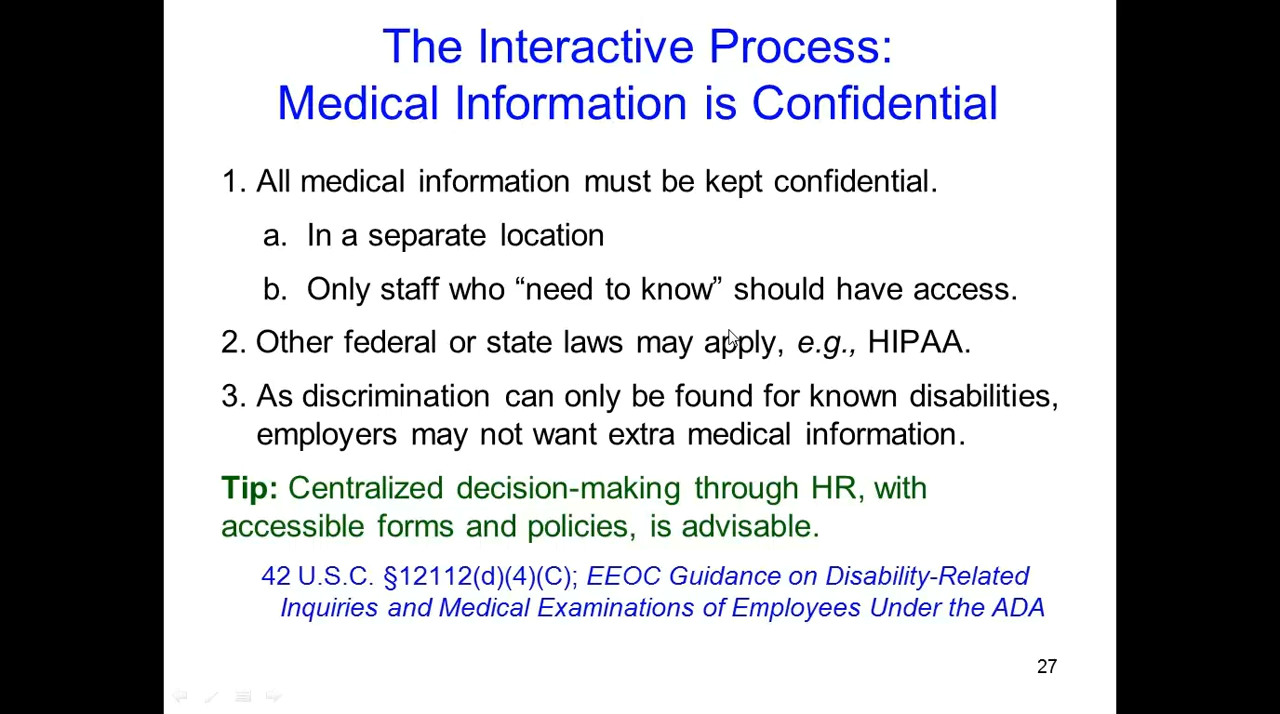 The Interactive Process:
Medical Information is Confidential
1. All medical information must be kept confidential.
a. In a separate location
b. Only staff who “need to know” should have access.
2. Other federal or state laws may apply, e.g., HIPAA.
3. As discrimination can only be found for known disabilities,
employers may not want extra medical information.
Tip: Centralized decision-making through HR, with
accessible forms and policies, is advisable.
42 U.S.C. §12112(d)(4)(C); EEOC Guidance on Disability-Related
Inquiries and Medical Examinations of Employees Under the ADA
27